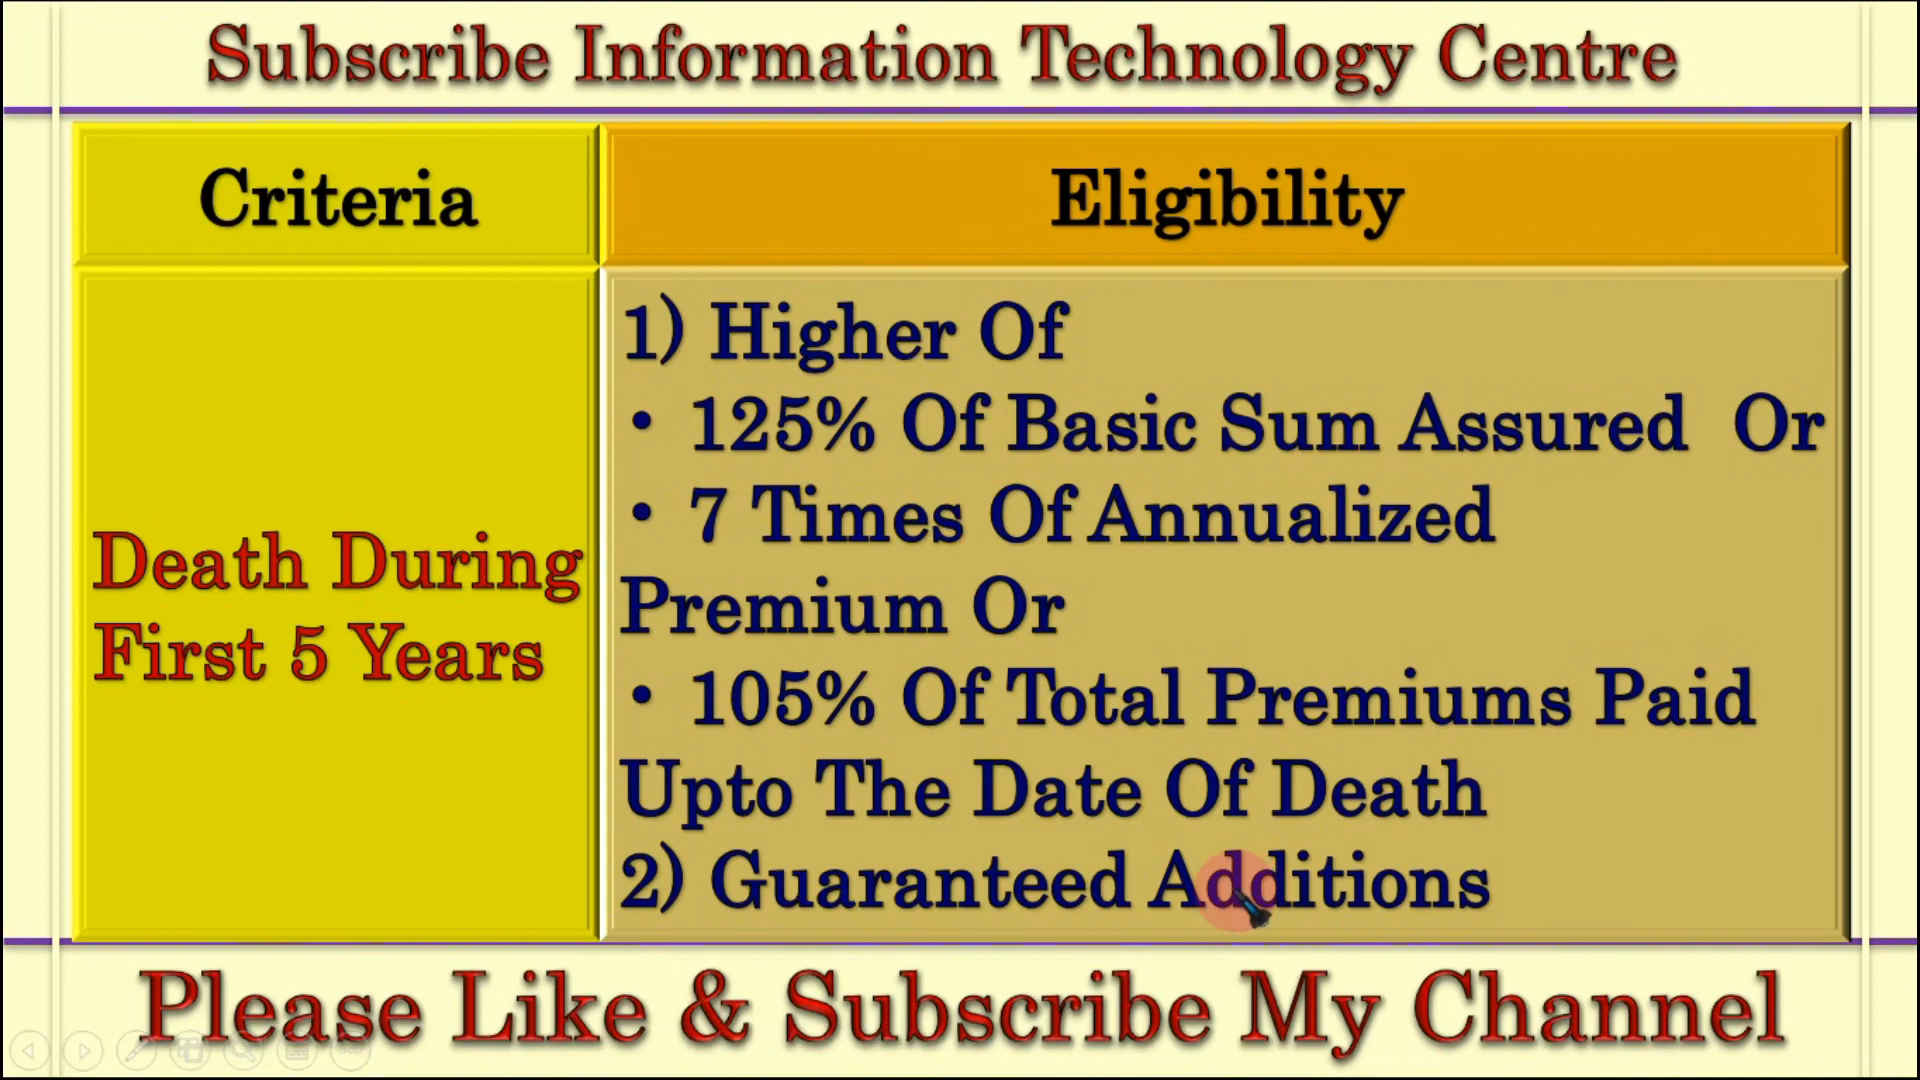 Subscribe Information Technology Centre
Criteria
Eligibility
Death During
First 5 Years
1) Higher Of
• 125% Of Basic Sum Assured Or
• 7 Times Of Annualized
Premium Or
• 105% Of Total Premiums Paid
Upto The Date Of Death
2) Guaranteed Additions
Please Like & Subscribe My Channel